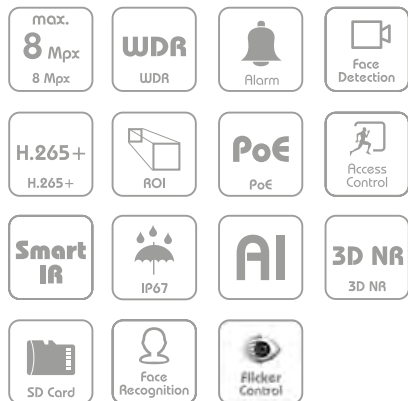 max.
8 Mpx
8 Mpx
WDR
WDR
Alarm
Face
Detection
H.265+
H.265+
ROI
PoE
PoE
Access
Control
Smart
IR
IP67
AI
3D NR
3D NR
SD Card
Face
Recognition
Flicker
Control